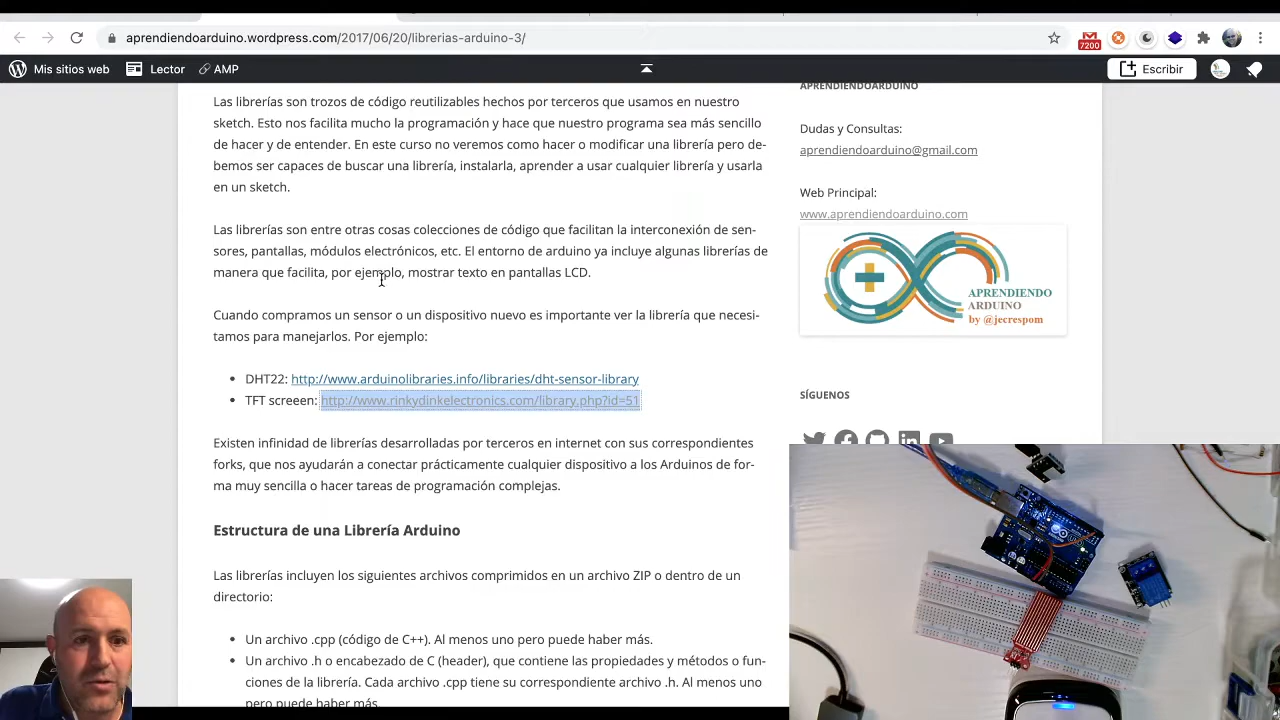 aprendiendoarduino.wordpress.com/2017/06/20/librerias-arduino-3/
7200
Mis sitios web
Lector
AMP
Escribir
Las librerías son trozos de código reutilizables hechos por terceros que usamos en nuestro
sketch. Esto nos facilita mucho la programación y hace que nuestro programa sea más sencillo
de hacer y de entender. En este curso no veremos como hacer o modificar una librería pero de-
bemos ser capaces de buscar una librería, instalarla, aprender a usar cualquier librería y usarla
en un sketch.
Las librerías son entre otras cosas colecciones de código que facilitan la interconexión de sen-
sores, pantallas, módulos electrónicos, etc. El entorno de arduino ya incluye algunas librerías de
manera que facilita, por ejemplo, mostrar texto en pantallas LCD.
Cuando compramos un sensor o un dispositivo nuevo es importante ver la librería que necesi-
tamos para manejarlos. Por ejemplo:
DHT22: http://www.arduinolibraries.info/libraries/dht-sensor-library
TFT screeen: http://www.rinkydinkelectronics.com/library.php?id=51
Existen infinidad de librerías desarrolladas por terceros en internet con sus correspondientes
forks, que nos ayudarán a conectar prácticamente cualquier dispositivo a los Arduinos de for-
ma muy sencilla o hacer tareas de programación complejas.
Estructura de una Librería Arduino
Las librerías incluyen los siguientes archivos comprimidos en un archivo ZIP o dentro de un
directorio:
Un archivo .cpp (código de C++). Al menos uno pero puede haber más.
Un archivo .h o encabezado de C (header), que contiene las propiedades y métodos o fun-
ciones de la librería. Cada archivo .cpp tiene su correspondiente archivo .h. Al menos uno
pero puede haber más.
APRENDIENDOARDUINO
Dudas y Consultas:
aprendiendoarduino@gmail.com
Web Principal:
www.aprendiendoarduino.com
APRENDIENDO
ARDUINO
by @jecrespom
SÍGUENOS